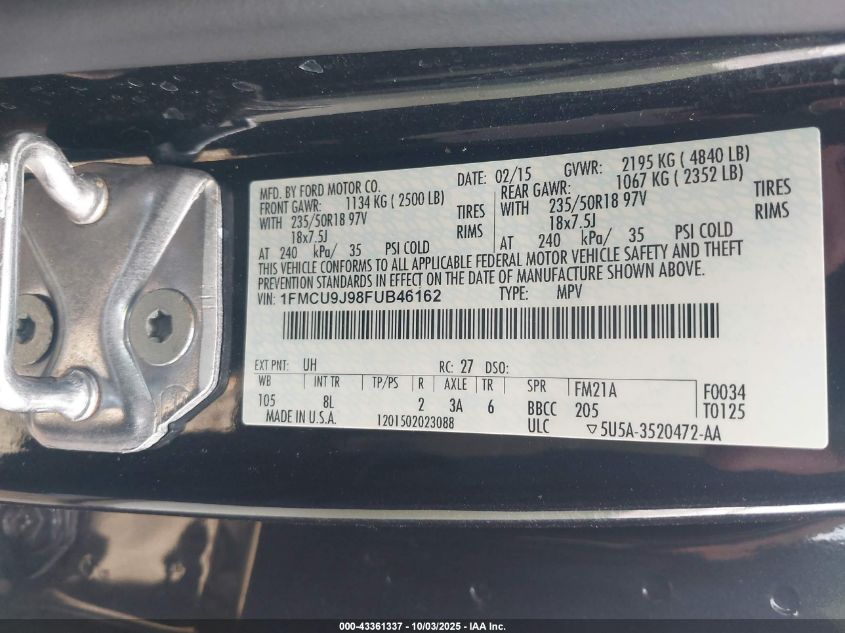 MFD. BY FORD MOTOR CO.
DATE: 02/15 GVWR: 2195 KG ( 4840 LB)
FRONT GAWR: 1134 KG ( 2500 LB)
REAR GAWR: 1067 KG ( 2352 LB)
WITH 235/50R18 97V TIRES
WITH 235/50R18 97V TIRES
18x7.5J RIMS
18x7.5J RIMS
AT 240 kPa/ 35 PSI COLD
AT 240 kPa/ 35 PSI COLD
THIS VEHICLE CONFORMS TO ALL APPLICABLE FEDERAL MOTOR VEHICLE SAFETY AND THEFT
PREVENTION STANDARDS IN EFFECT ON THE DATE OF MANUFACTURE SHOWN ABOVE.
VIN: 1FMCU9J98FUB46162 TYPE: MPV
EXT PNT: UH RC: 27 DSO:
WB INT TR TP/PS R AXLE TR SPR FM21A F0034
105 8L 2 3A 6 BBCC 205 T0125
MADE IN U.S.A. 1201502023088 ULC ▽5U5A-3520472-AA
000-43361337 - 10/03/2025 - IAA Inc.